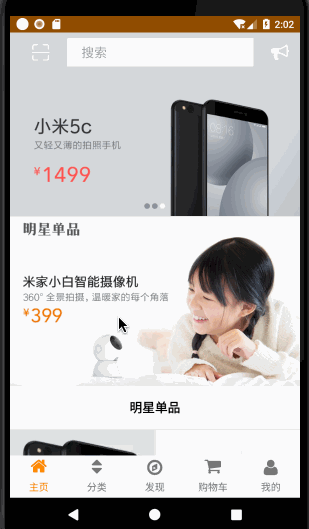 2:02
搜索
小米5c
又轻又薄的拍照手机
¥1499
明星单品
米家小白智能摄像机
360° 全景拍摄，温暖家的每个角落
¥399
明星单品
主页
分类
发现
购物车
我的